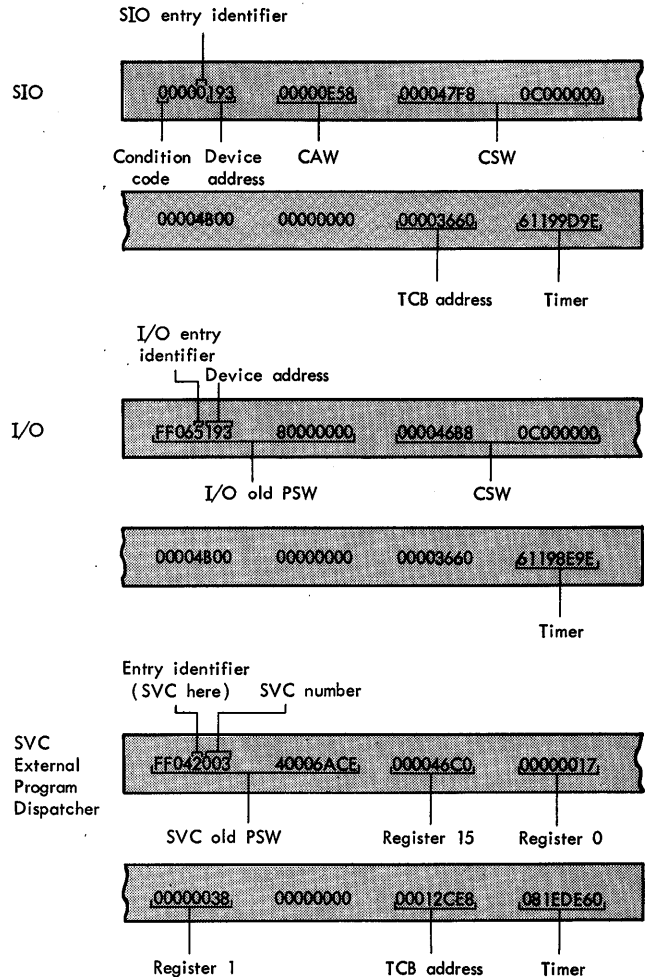 SIO entry identifier
SIO
00000193 00000E58 000047F8 0C000000
Condition code
Device address
CAW
CSW
00004B00 00000000 00003660 61199D9E
TCB address
Timer
I/O entry identifier
Device address
I/O
FF065193 80000000 000046B8 0C000000
I/O old PSW
CSW
00004B00 00000000 00003660 61198E9E
Timer
Entry identifier
(SVC here)
SVC number
SVC
External
Program
Dispatcher
FF042003 40006ACE 000046C0 00000017
SVC old PSW
Register 15
Register 0
00000038 00000000 00012CE8 081EDE60
Register 1
TCB address
Timer